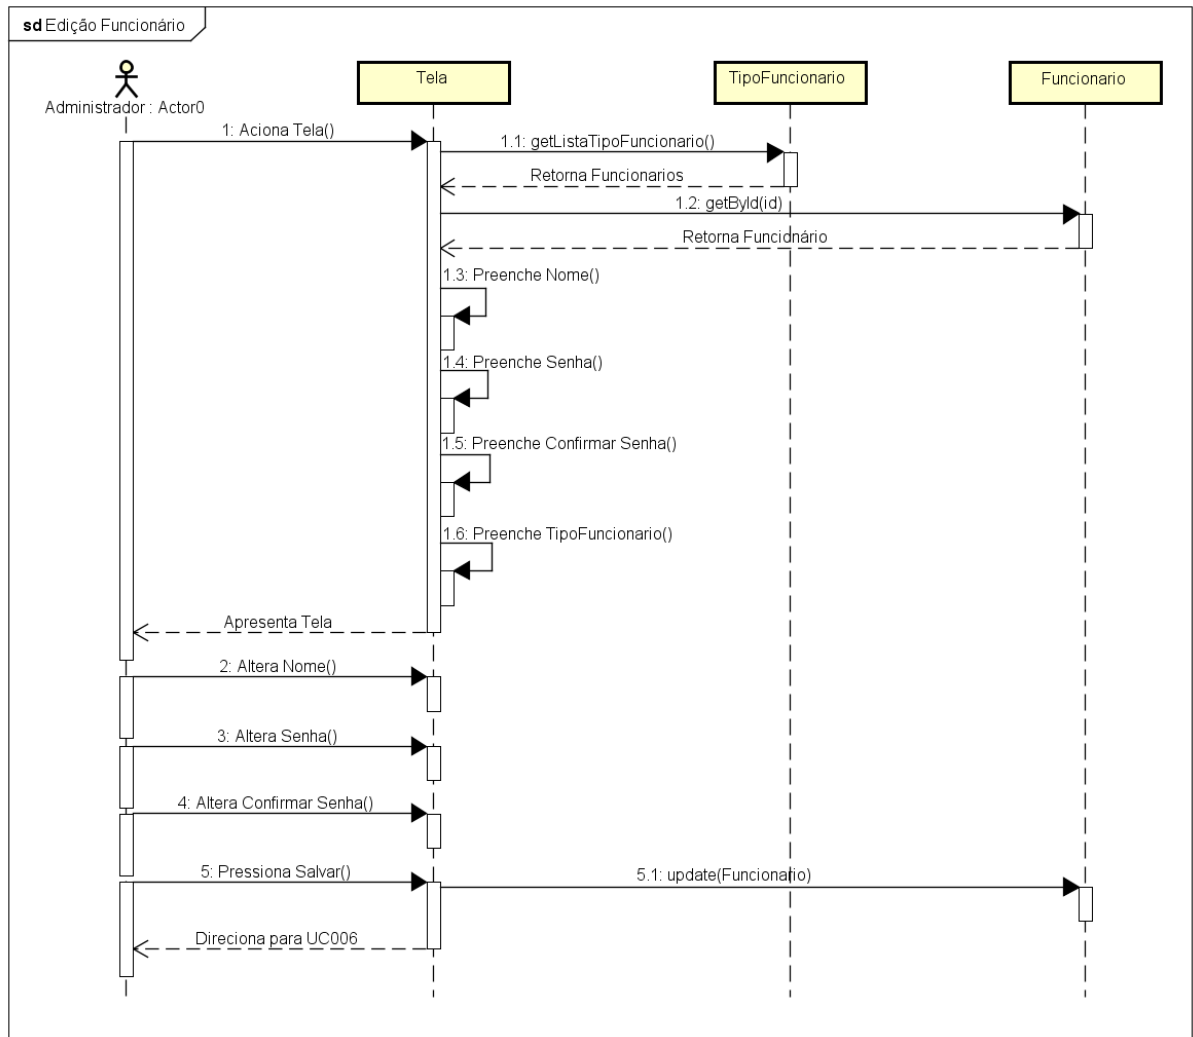 sd Edição Funcionário
Tela
TipoFuncionario
Funcionario
Administrador : Actor0
1: Aciona Tela()
1.1: getListaTipoFuncionario()
Retorna Funcionarios
1.2: getById(id)
Retorna Funcionário
1.3: Preenche Nome()
1.4: Preenche Senha()
1.5: Preenche Confirmar Senha()
1.6: Preenche TipoFuncionario()
Apresenta Tela
2: Altera Nome()
3: Altera Senha()
4: Altera Confirmar Senha()
5: Pressiona Salvar()
5.1: update(Funcionario)
Direciona para UC006